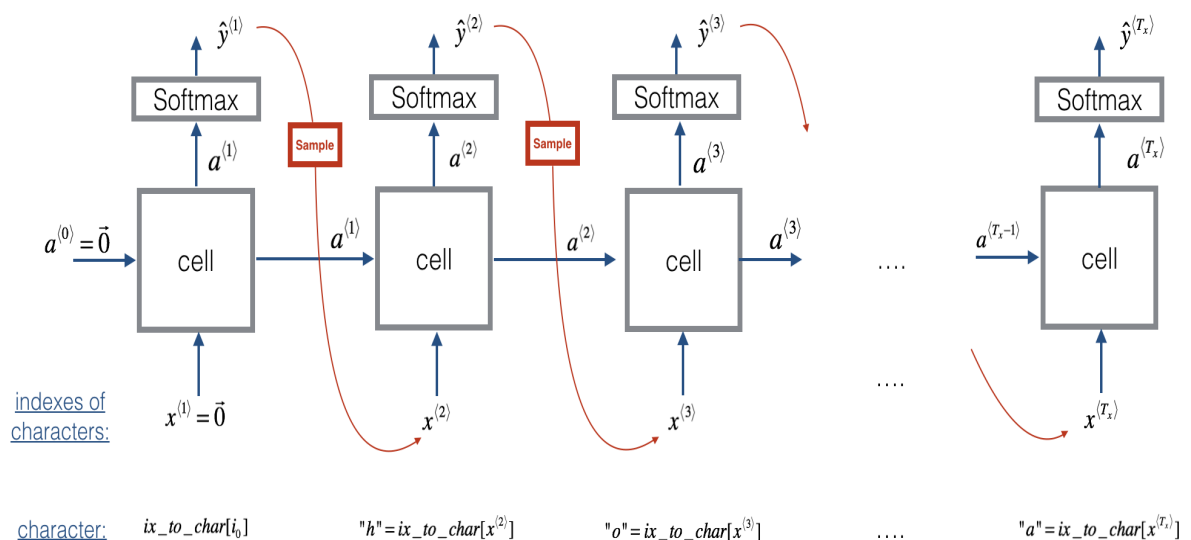 ŷ⟨1⟩ ŷ⟨2⟩ ŷ⟨3⟩ ŷ⟨Tₓ⟩
Softmax Softmax Softmax Softmax
Sample Sample
a⟨1⟩ a⟨2⟩ a⟨3⟩ a⟨Tₓ⟩
a⟨0⟩ = 0⃗ a⟨1⟩ a⟨2⟩ a⟨3⟩ a⟨Tₓ−1⟩
cell cell cell .... cell
....
indexes of
characters:
x⟨1⟩ = 0⃗ x⟨2⟩ x⟨3⟩ x⟨Tₓ⟩
character: ix_to_char[i₀] "h"=ix_to_char[x⟨2⟩] "o"=ix_to_char[x⟨3⟩] .... "a"=ix_to_char[x⟨Tₓ⟩]